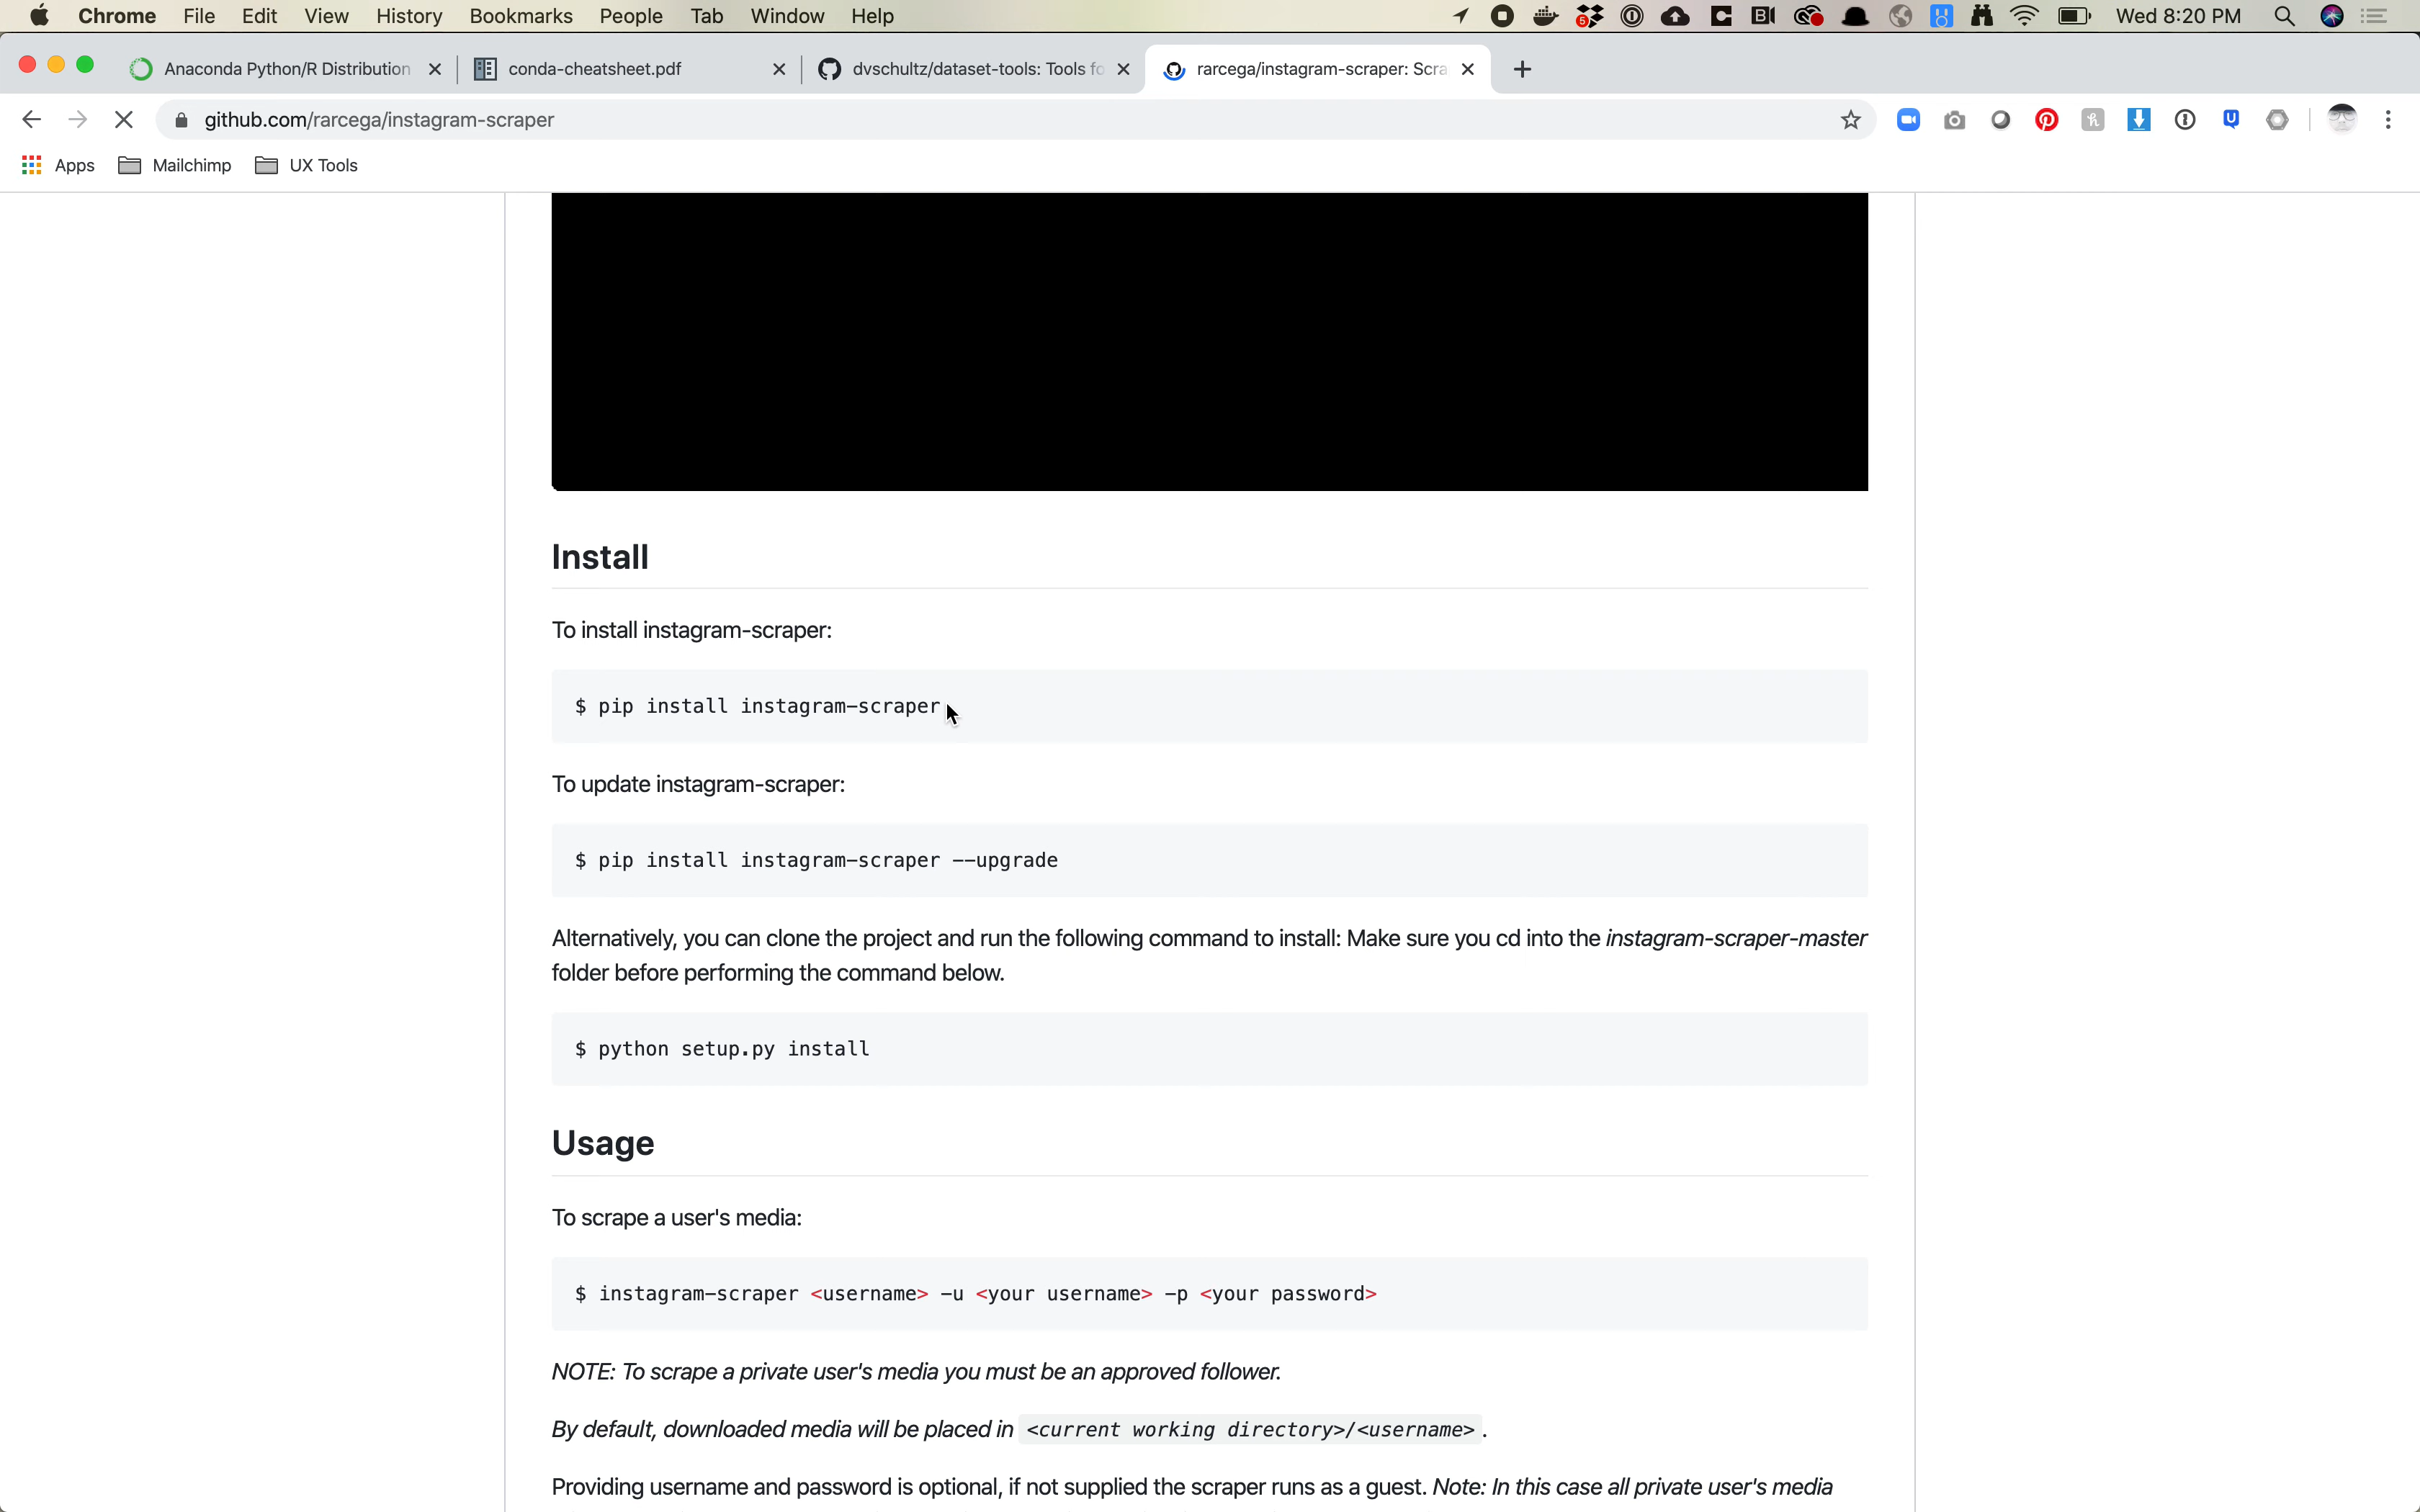 Chrome File Edit View History Bookmarks People Tab Window Help 5 Wed 8:20 PM
Anaconda Python/R Distribution conda-cheatsheet.pdf dvschultz/dataset-tools: Tools fo rarcega/instagram-scraper: Scra
github.com/rarcega/instagram-scraper
Apps Mailchimp UX Tools
Install
To install instagram-scraper:
$ pip install instagram-scraper
To update instagram-scraper:
$ pip install instagram-scraper --upgrade
Alternatively, you can clone the project and run the following command to install: Make sure you cd into the instagram-scraper-master
folder before performing the command below.
$ python setup.py install
Usage
To scrape a user's media:
$ instagram-scraper <username> -u <your username> -p <your password>
NOTE: To scrape a private user's media you must be an approved follower.
By default, downloaded media will be placed in <current working directory>/<username>.
Providing username and password is optional, if not supplied the scraper runs as a guest. Note: In this case all private user's media